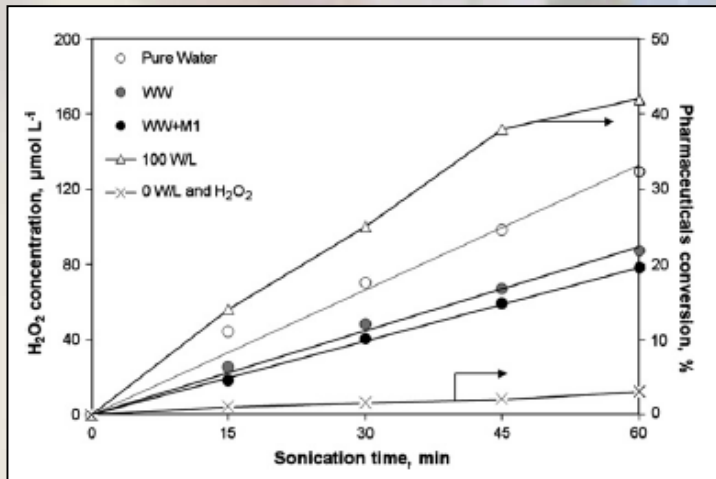 200
160
120
80
40
0
H₂O₂ concentration, µmol L⁻¹
Pure Water
WW
WW+M1
100 W/L
0 W/L and H₂O₂
50
40
30
20
10
0
Pharmaceuticals conversion, %
0 15 30 45 60
Sonication time, min